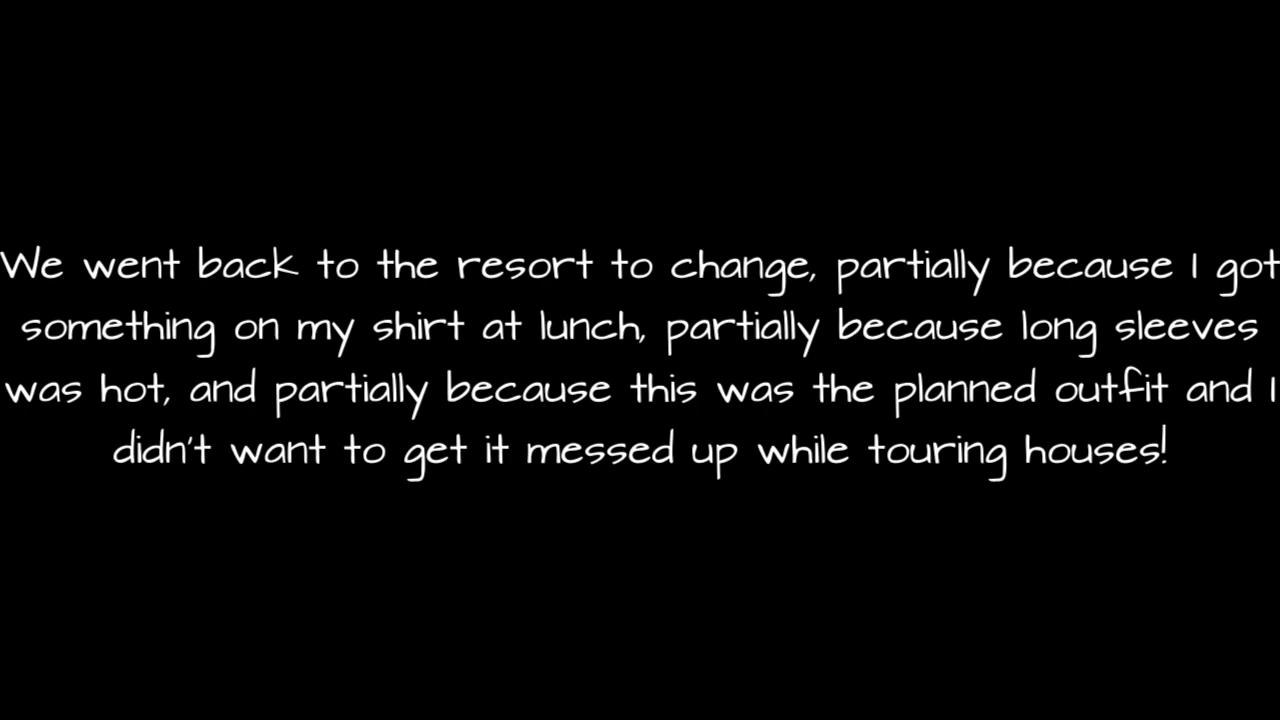 We went back to the resort to change, partially because I got
something on my shirt at lunch, partially because long sleeves
was hot, and partially because this was the planned outfit and I
didn't want to get it messed up while touring houses!